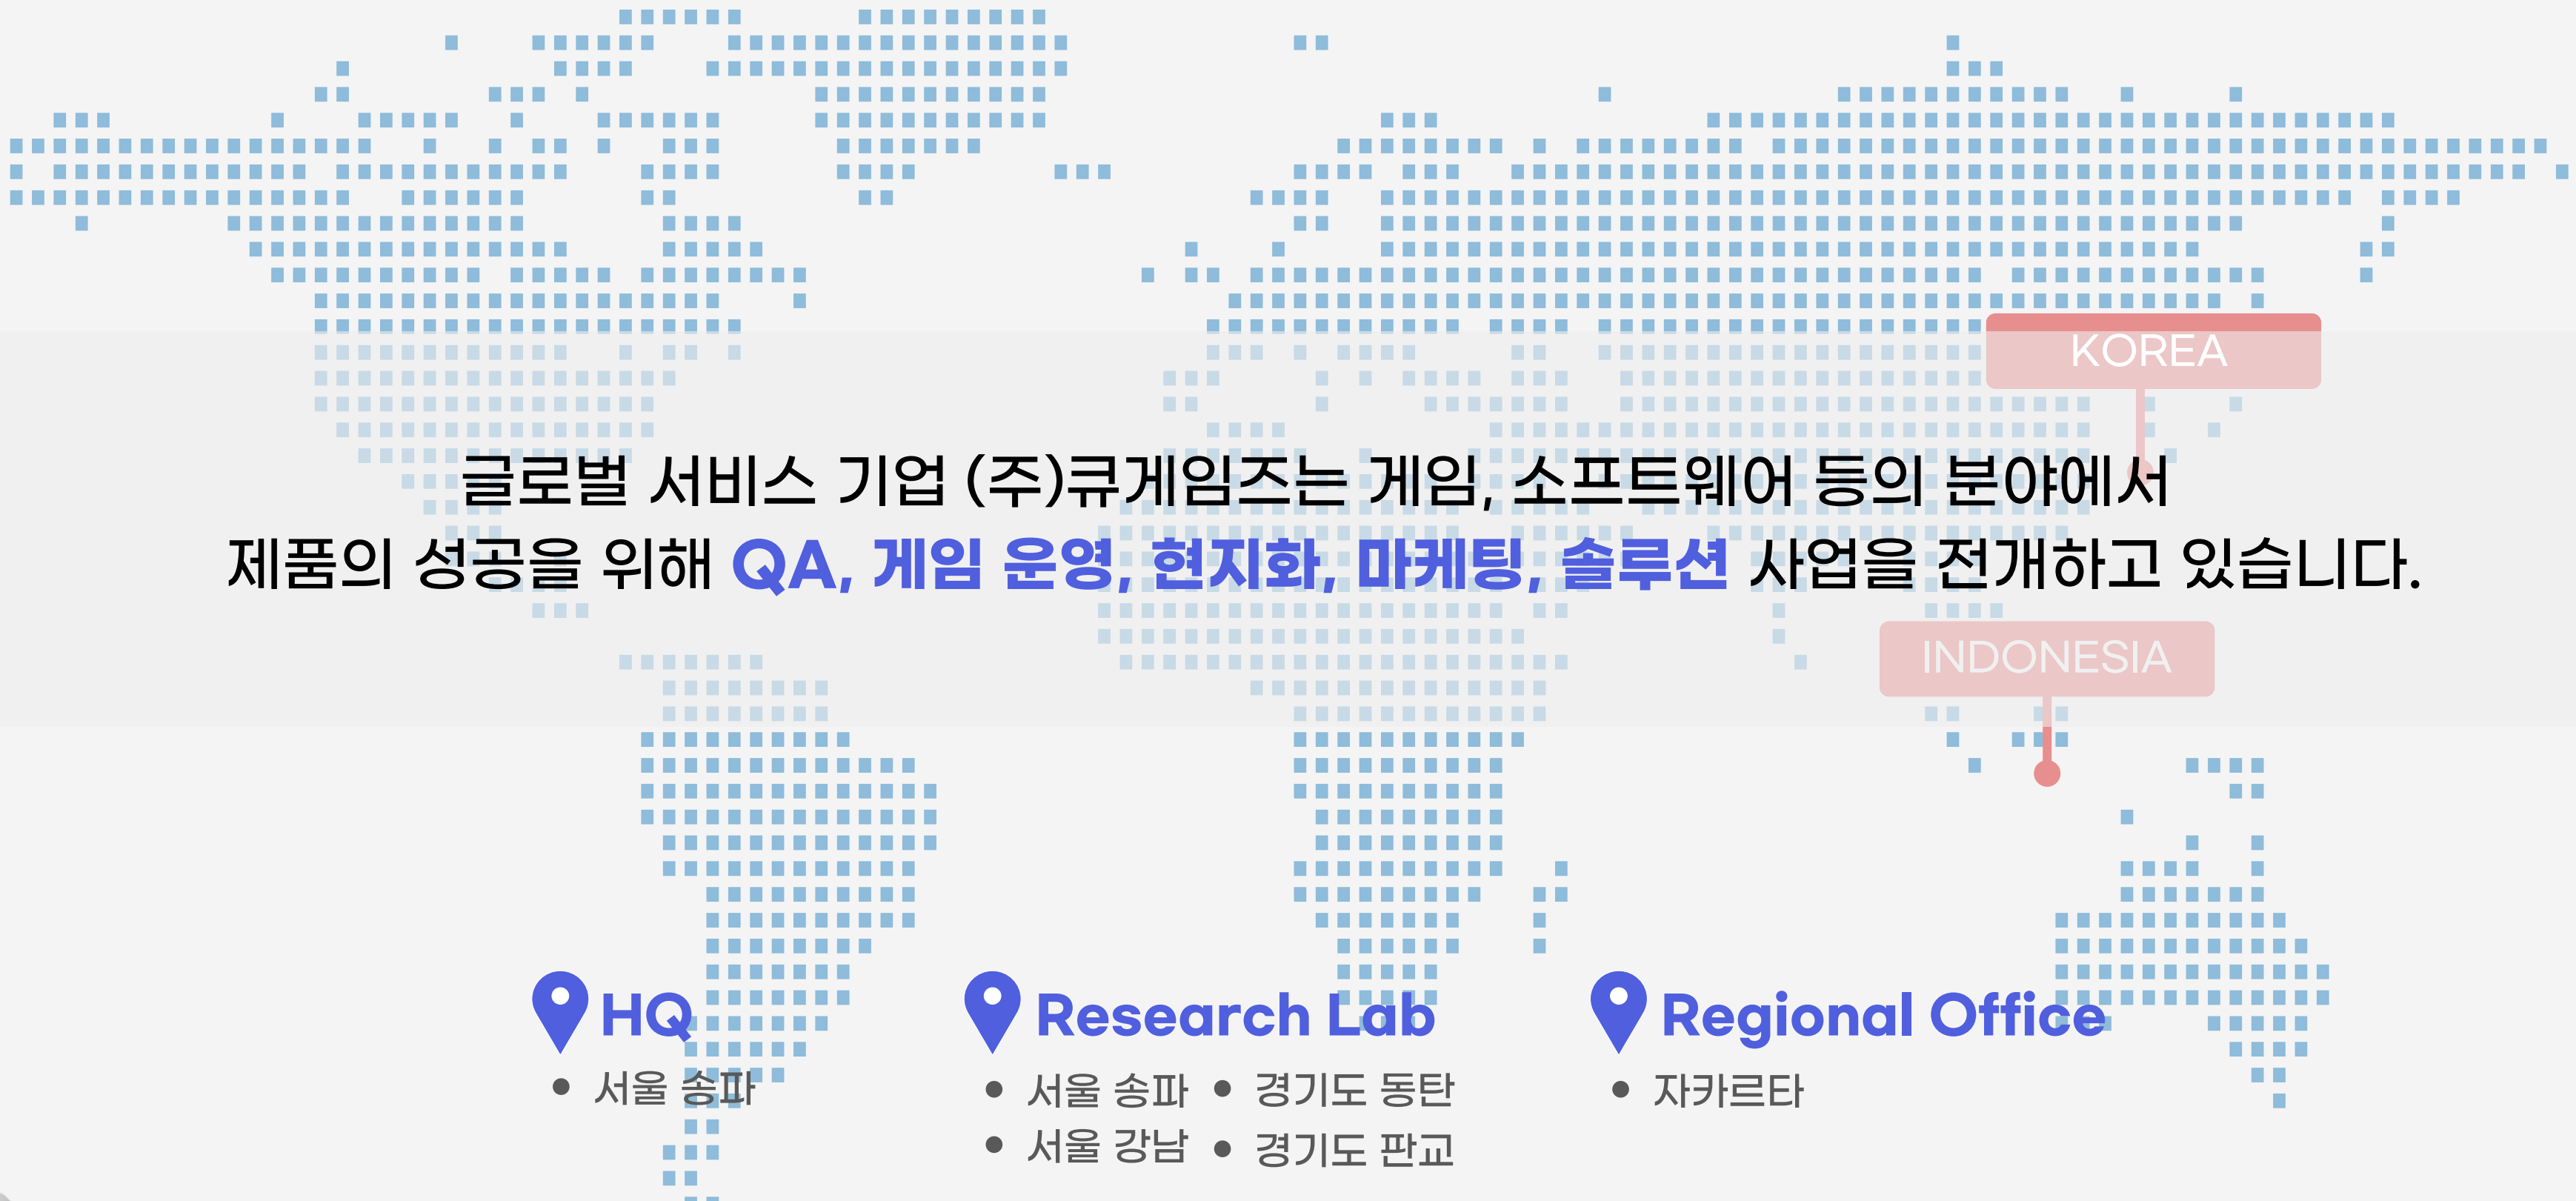 KOREA
글로벌 서비스 기업 (주)큐게임즈는 게임, 소프트웨어 등의 분야에서
제품의 성공을 위해 QA, 게임 운영, 현지화, 마케팅, 솔루션 사업을 전개하고 있습니다.
INDONESIA
HQ
• 서울 송파
Research Lab
• 서울 송파 • 경기도 동탄
• 서울 강남 • 경기도 판교
Regional Office
• 자카르타